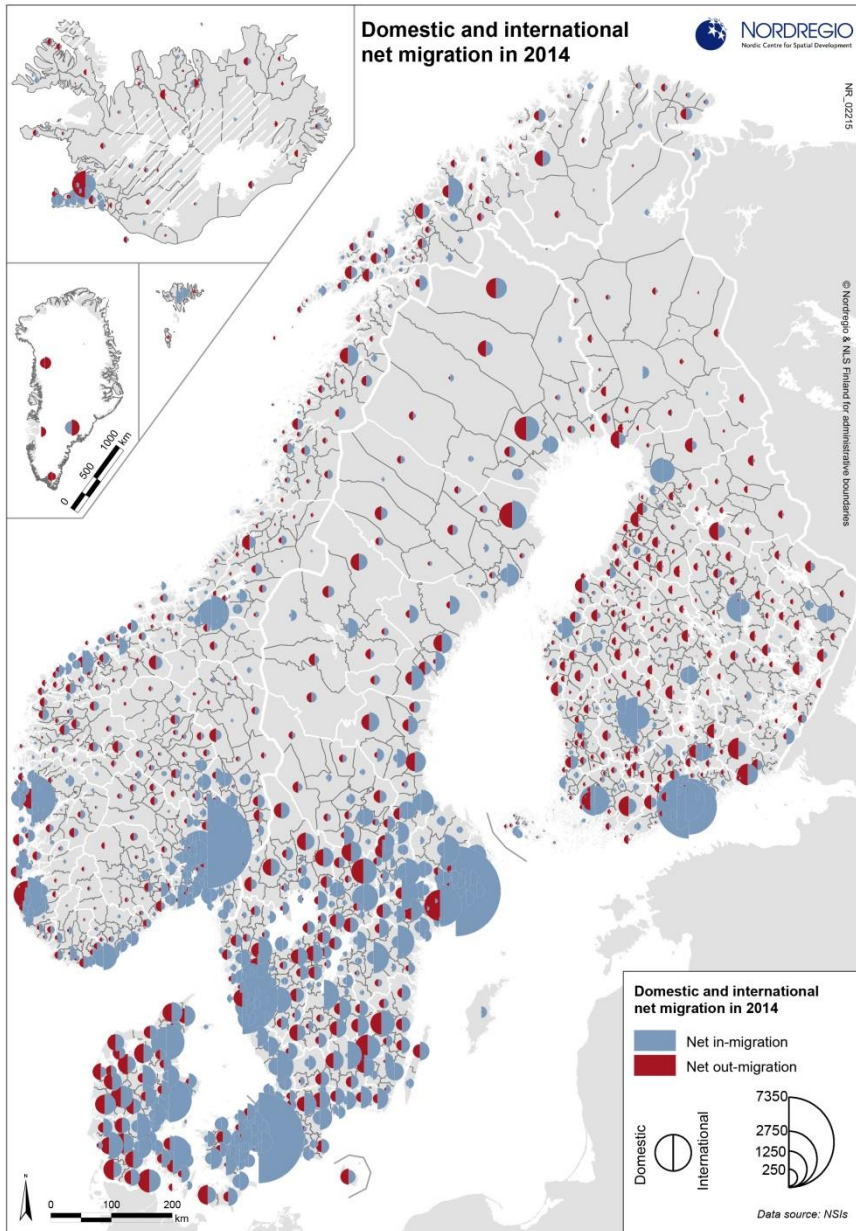 Domestic and international
net migration in 2014
NORDREGIO
Nordic Centre for Spatial Development
NR_02215
© Nordregio & NLS Finland for administrative boundaries
0 500 1000
km
Domestic and international
net migration in 2014
Net in-migration
Net out-migration
Domestic
International
7350
2750
1250
250
Data source: NSIs
N
0 100 200
km